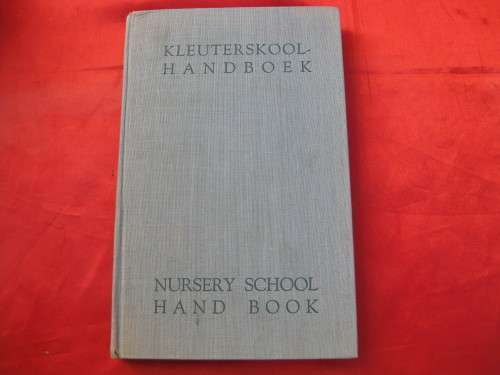 KLEUTERSKOOL-
HANDBOEK
NURSERY SCHOOL
HAND BOOK